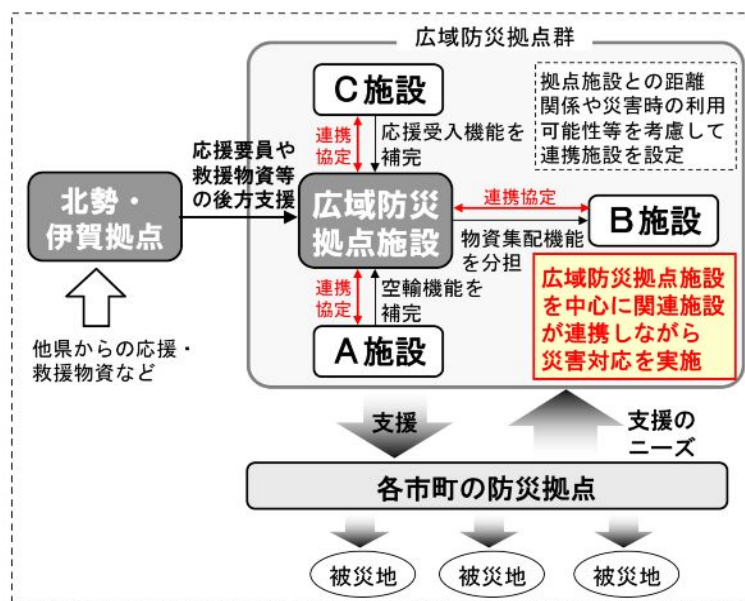 広域防災拠点群
C施設
拠点施設との距離
関係や災害時の利用
可能性等を考慮して
連携施設を設定
連携
協定
応援受入機能を
補完
応援要員や
救援物資等
の後方支援
北勢・
伊賀拠点
広域防災
拠点施設
連携協定
B施設
物資集配機能
を分担
連携
協定
空輸機能を
補完
A施設
広域防災拠点施設
を中心に関連施設
が連携しながら
災害対応を実施
他県からの応援・
救援物資など
支援
支援の
ニーズ
各市町の防災拠点
被災地
被災地
被災地